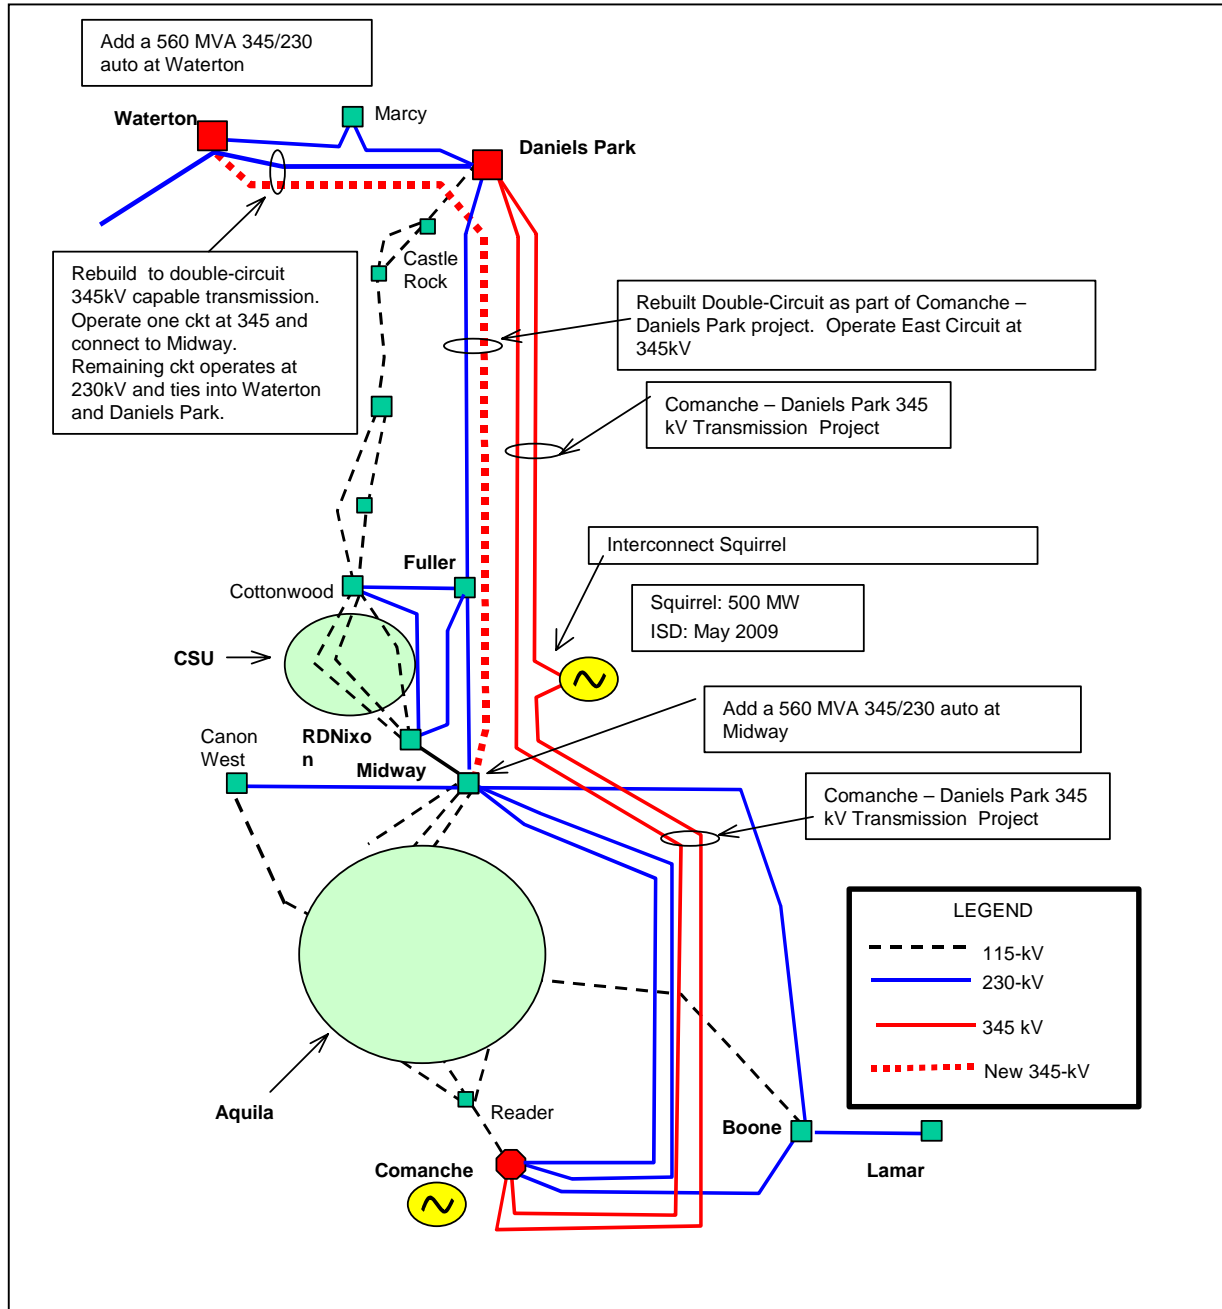 Add a 560 MVA 345/230
auto at Waterton
Marcy
Waterton
Daniels Park
Castle
Rock
Rebuild to double-circuit
345kV capable transmission.
Operate one ckt at 345 and
connect to Midway.
Remaining ckt operates at
230kV and ties into Waterton
and Daniels Park.
Rebuilt Double-Circuit as part of Comanche –
Daniels Park project. Operate East Circuit at
345kV
Comanche – Daniels Park 345
kV Transmission Project
Interconnect Squirrel
Fuller
Cottonwood
Squirrel: 500 MW
ISD: May 2009
CSU
Add a 560 MVA 345/230 auto at
Midway
Canon
West
RDNixo
n
Midway
Comanche – Daniels Park 345
kV Transmission Project
LEGEND
115-kV
230-kV
345 kV
New 345-kV
Aquila
Reader
Boone
Lamar
Comanche